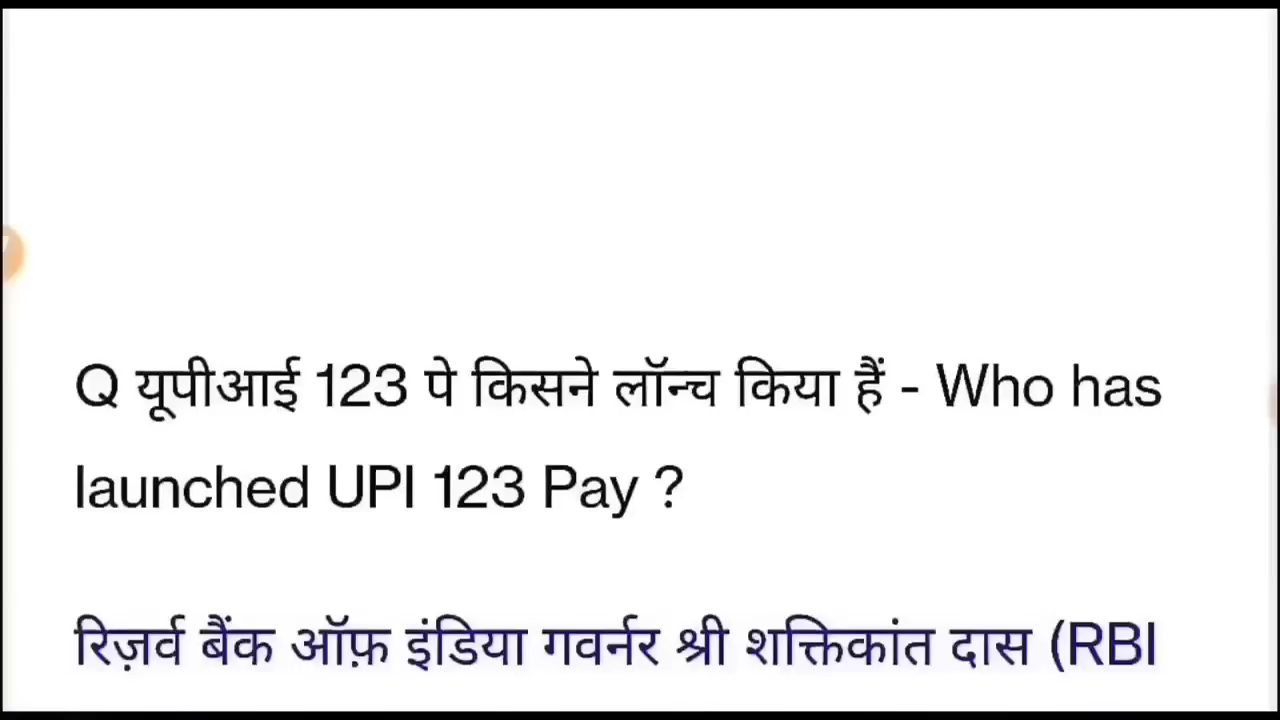 Q यूपीआई 123 पे किसने लॉन्च किया हैं - Who has
launched UPI 123 Pay ?
रिज़र्व बैंक ऑफ़ इंडिया गवर्नर श्री शक्तिकांत दास (RBI